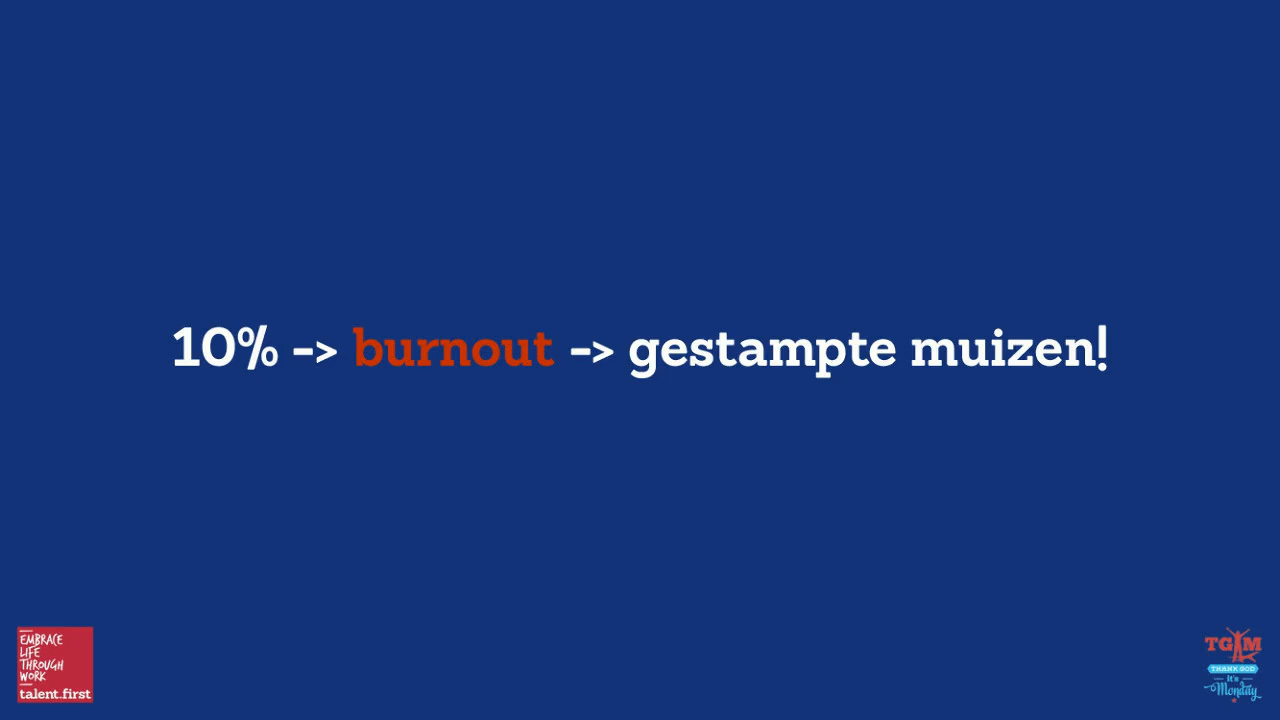 10% -> burnout -> gestampte muizen!
EMBRACE
LIFE
THROUGH
WORK
talent.first
TGIM
THANK GOD
it's
Monday